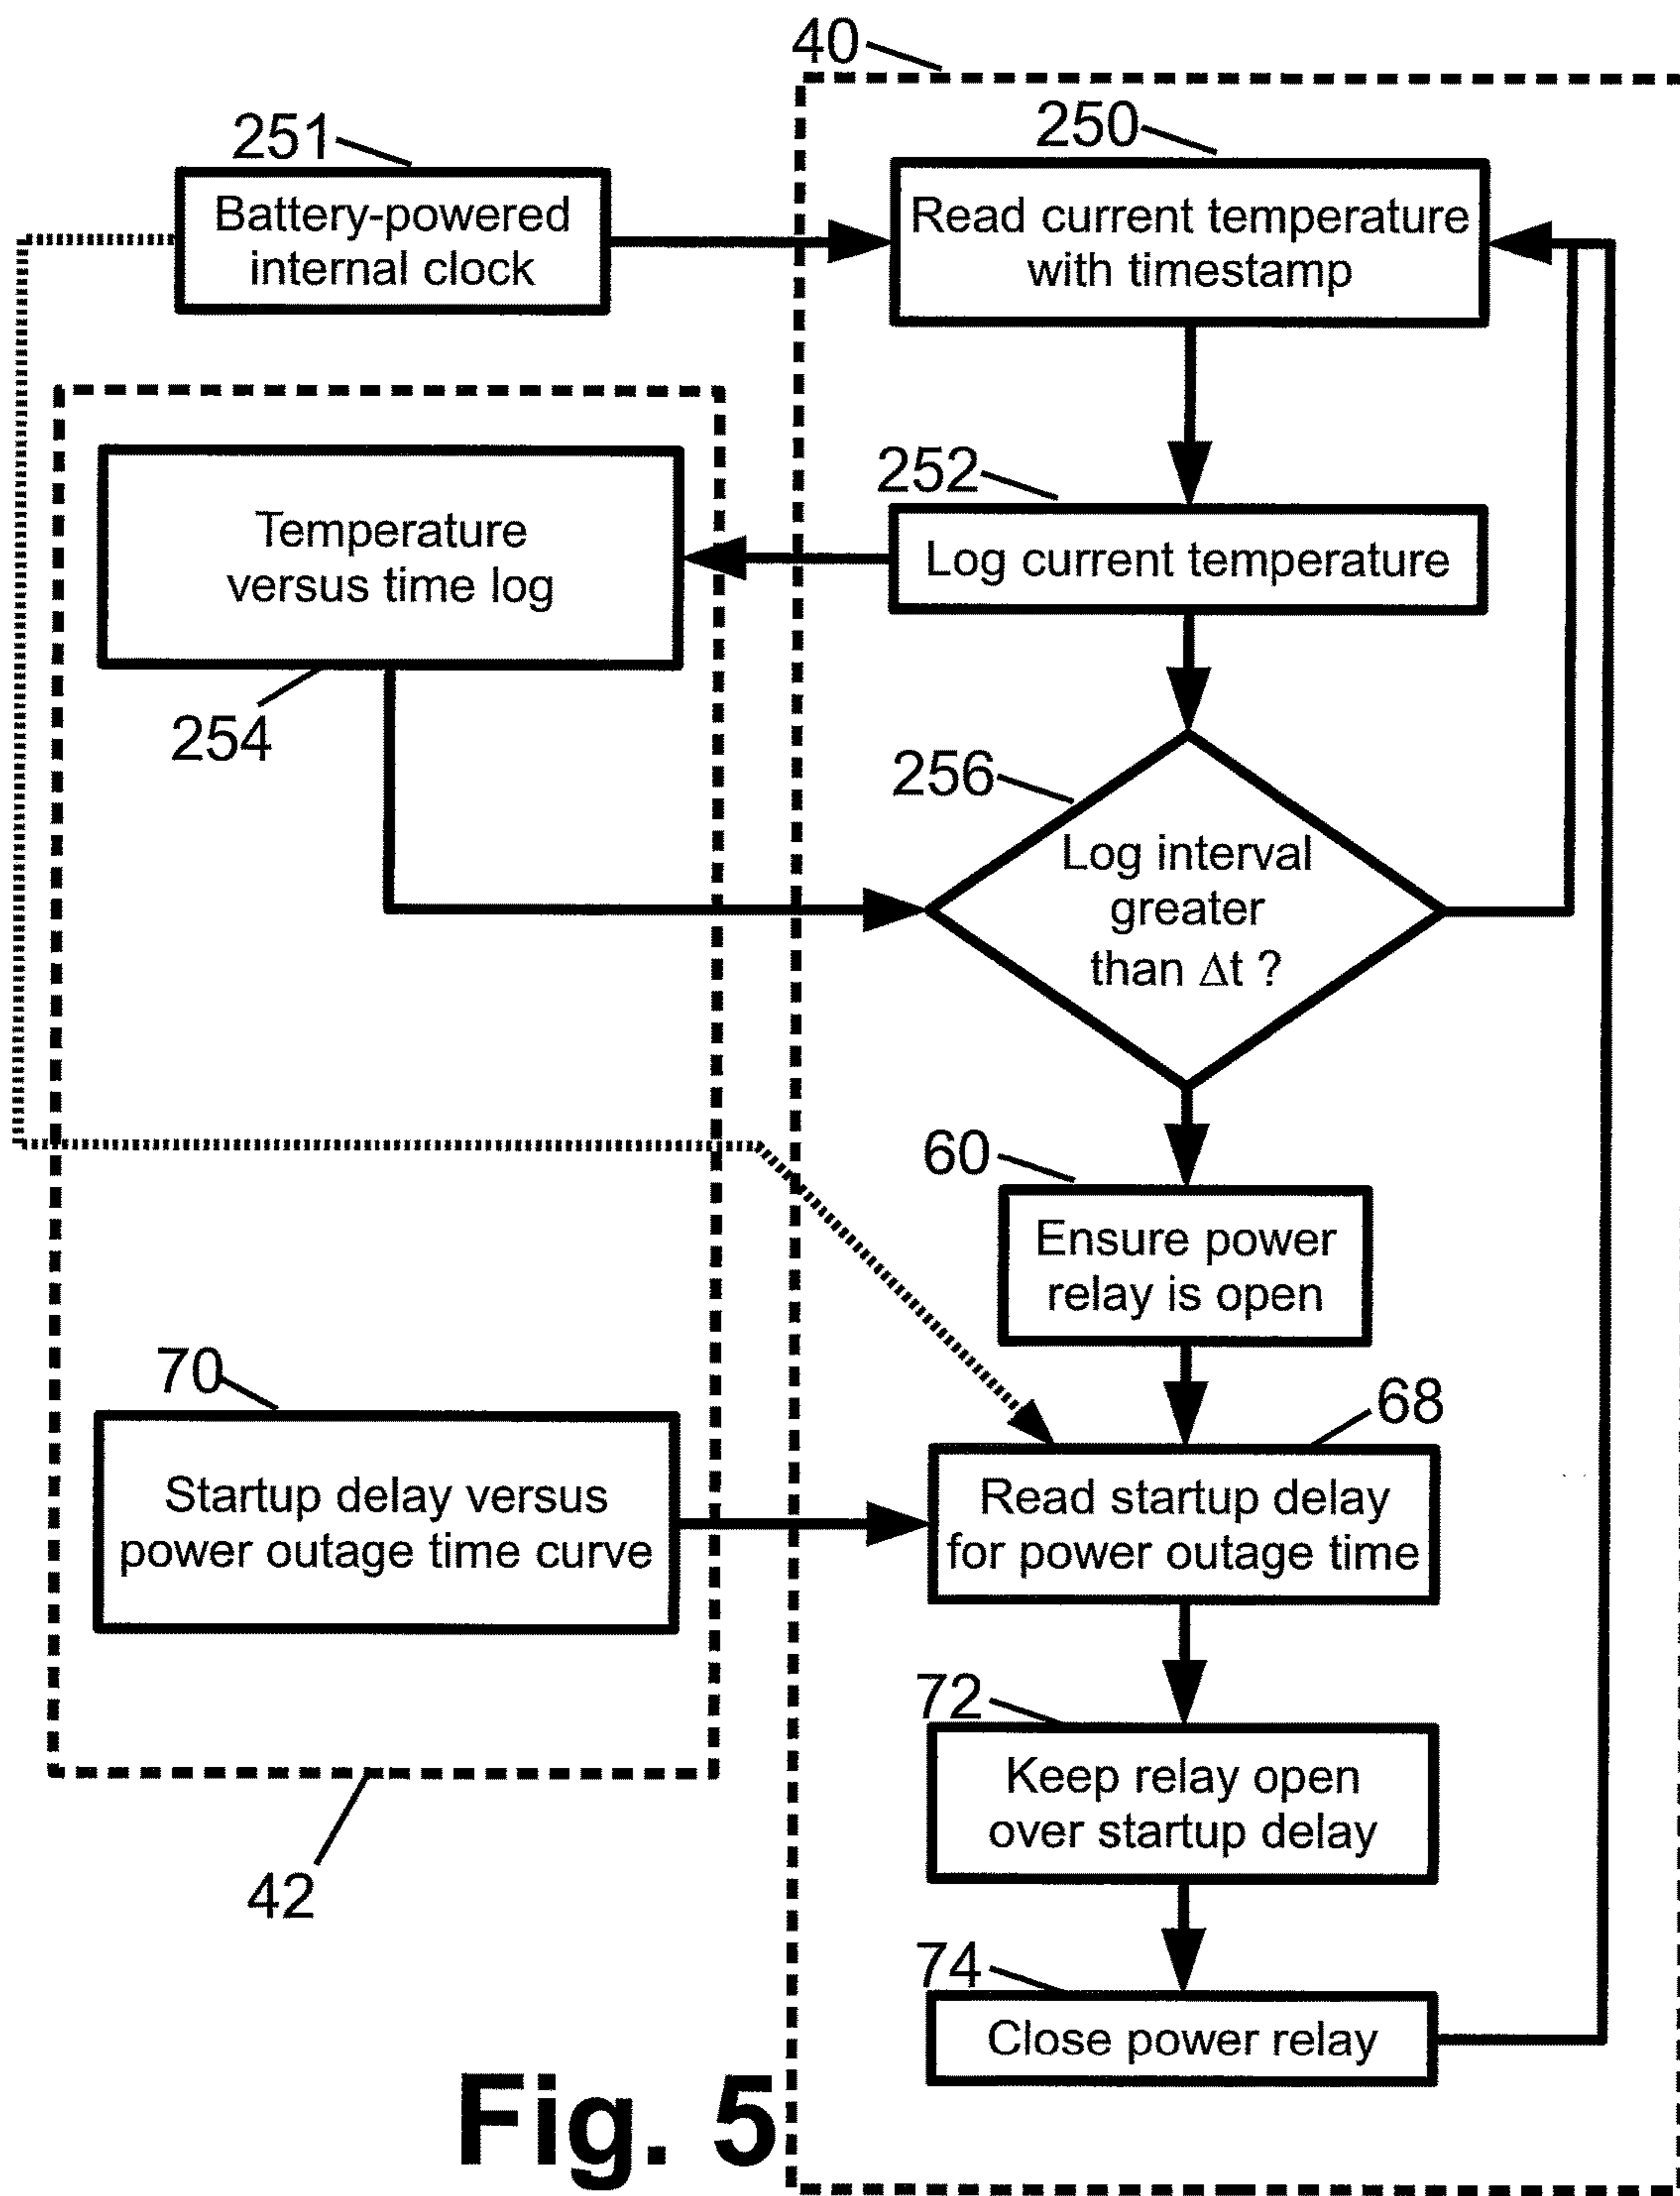 40
251
250
Battery-powered
internal clock
Read current temperature
with timestamp
252
Temperature
versus time log
Log current temperature
254
256
Log interval
greater
than Δt ?
60
Ensure power
relay is open
70
68
Startup delay versus
power outage time curve
Read startup delay
for power outage time
72
Keep relay open
over startup delay
42
74
Close power relay
Fig. 5